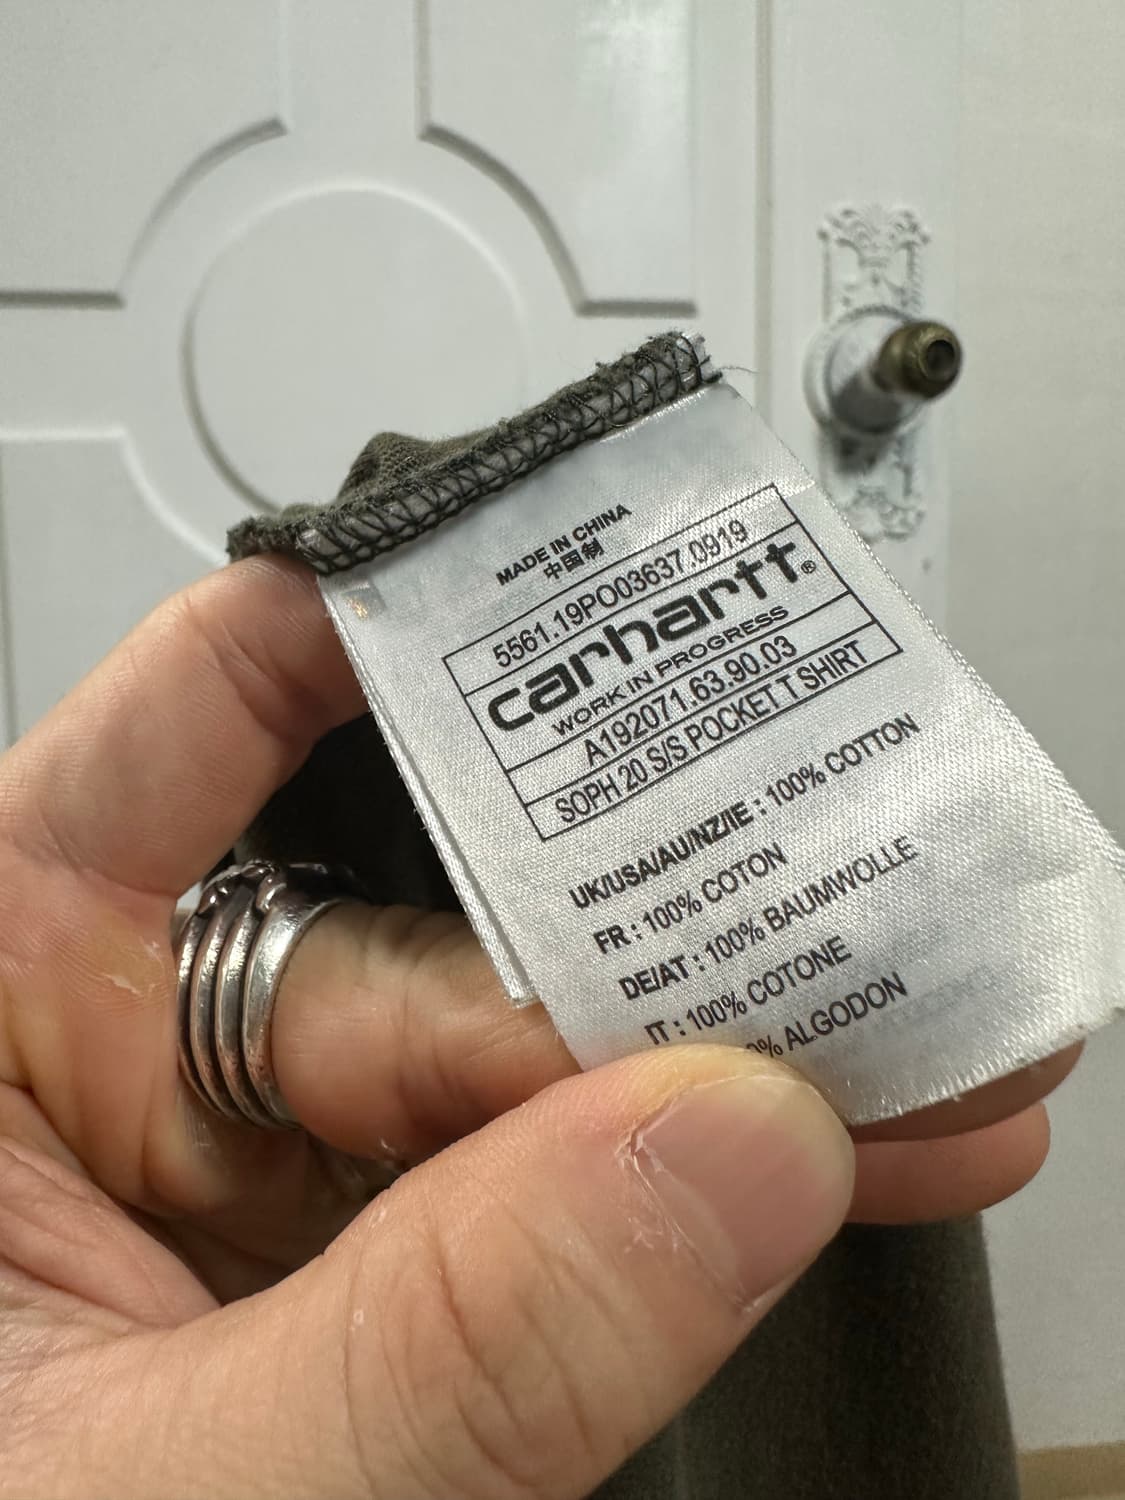 MADE IN CHINA
中国制
5561.19PO03637.0919
carhartt®
WORK IN PROGRESS
A192071.63.90.03
SOPH 20 S/S POCKET T SHIRT
UK/USA/AU/NZ/IE : 100% COTTON
FR : 100% COTON
DE/AT : 100% BAUMWOLLE
IT : 100% COTONE
0% ALGODON